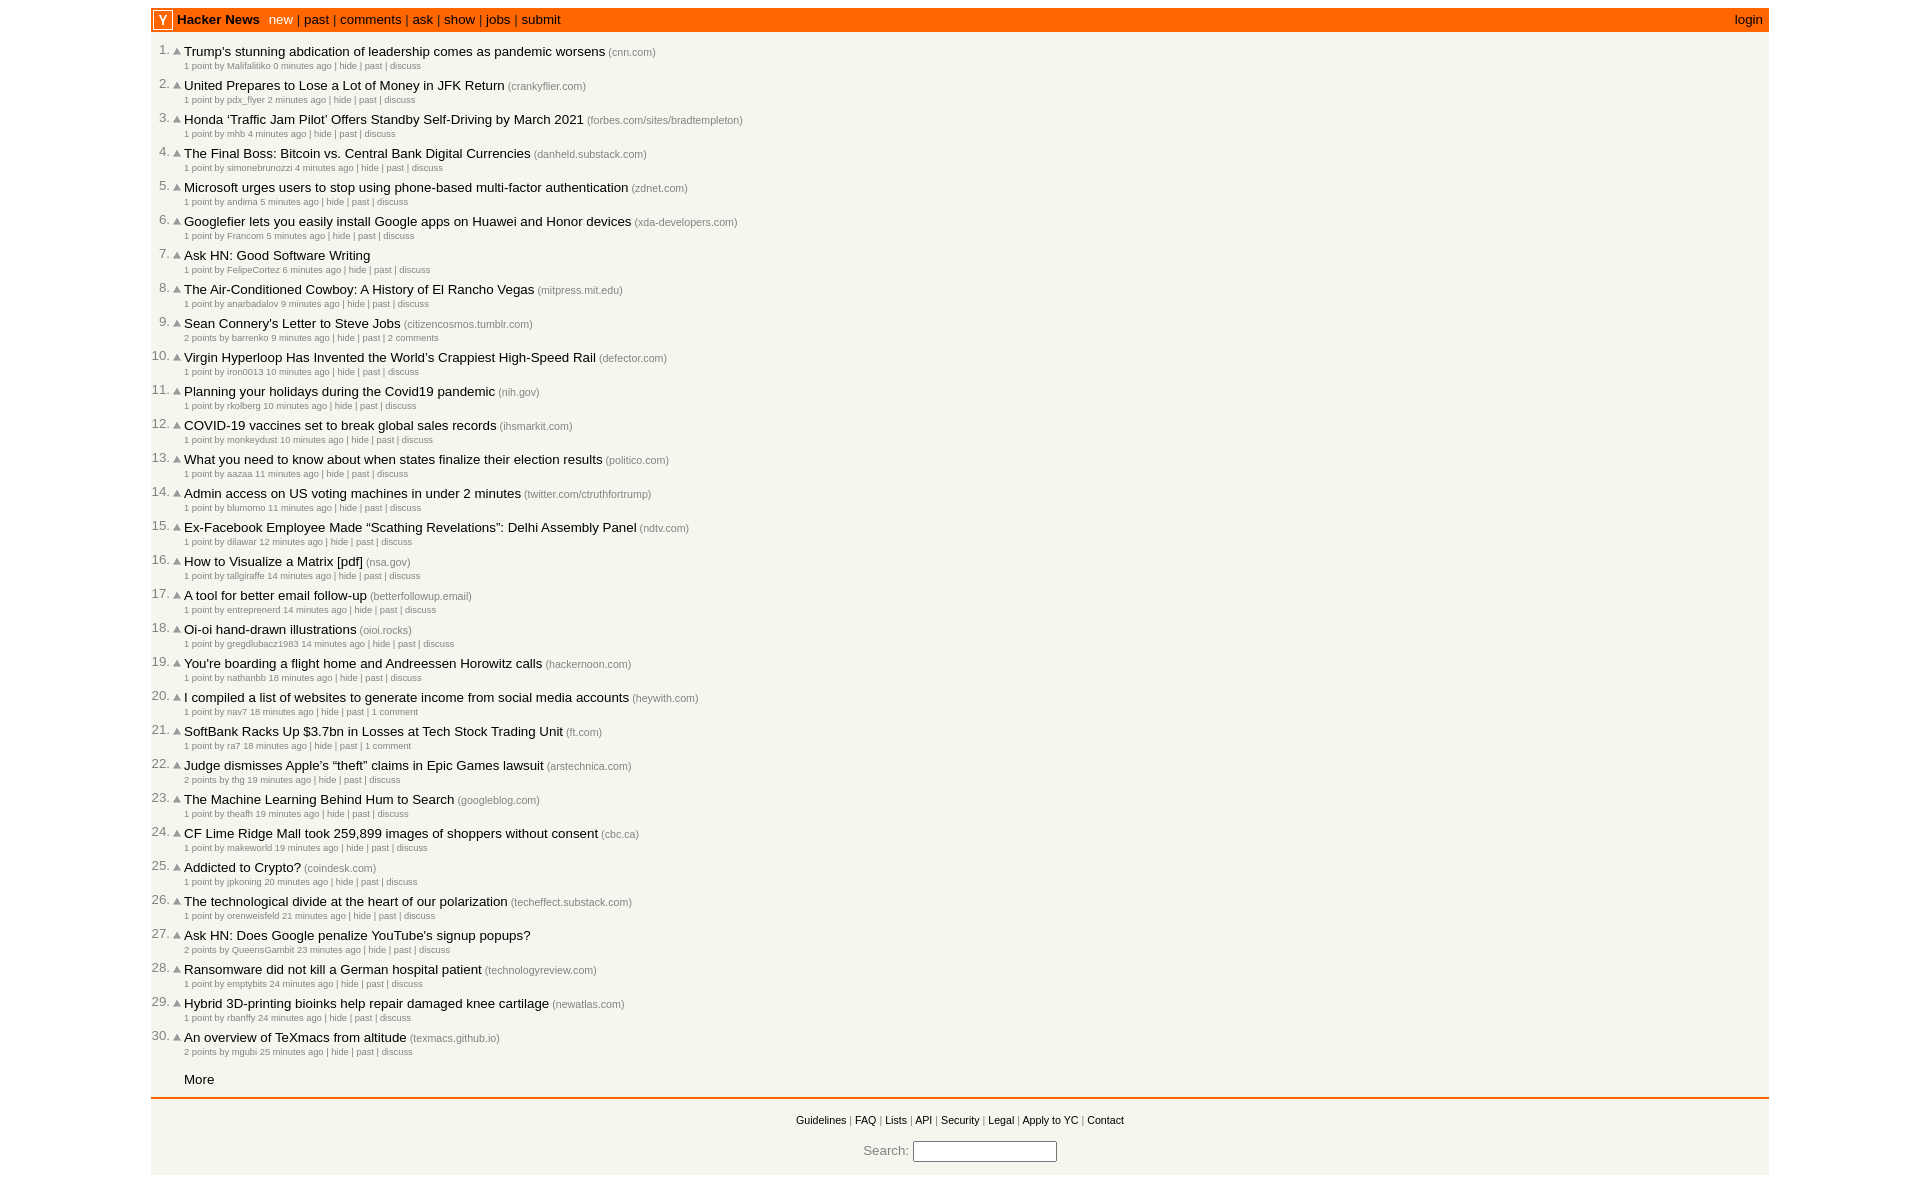 Y Hacker News new | past | comments | ask | show | jobs | submit login
1. Trump's stunning abdication of leadership comes as pandemic worsens (cnn.com)
1 point by Malifalitiko 0 minutes ago | hide | past | discuss
2. United Prepares to Lose a Lot of Money in JFK Return (crankyflier.com)
1 point by pdx_flyer 2 minutes ago | hide | past | discuss
3. Honda ‘Traffic Jam Pilot’ Offers Standby Self-Driving by March 2021 (forbes.com/sites/bradtempleton)
1 point by mhb 4 minutes ago | hide | past | discuss
4. The Final Boss: Bitcoin vs. Central Bank Digital Currencies (danheld.substack.com)
1 point by simonebrunozzi 4 minutes ago | hide | past | discuss
5. Microsoft urges users to stop using phone-based multi-factor authentication (zdnet.com)
1 point by andima 5 minutes ago | hide | past | discuss
6. Googlefier lets you easily install Google apps on Huawei and Honor devices (xda-developers.com)
1 point by Francom 5 minutes ago | hide | past | discuss
7. Ask HN: Good Software Writing
1 point by FelipeCortez 6 minutes ago | hide | past | discuss
8. The Air-Conditioned Cowboy: A History of El Rancho Vegas (mitpress.mit.edu)
1 point by anarbadalov 9 minutes ago | hide | past | discuss
9. Sean Connery's Letter to Steve Jobs (citizencosmos.tumblr.com)
2 points by barrenko 9 minutes ago | hide | past | 2 comments
10. Virgin Hyperloop Has Invented the World’s Crappiest High-Speed Rail (defector.com)
1 point by iron0013 10 minutes ago | hide | past | discuss
11. Planning your holidays during the Covid19 pandemic (nih.gov)
1 point by rkolberg 10 minutes ago | hide | past | discuss
12. COVID-19 vaccines set to break global sales records (ihsmarkit.com)
1 point by monkeydust 10 minutes ago | hide | past | discuss
13. What you need to know about when states finalize their election results (politico.com)
1 point by aazaa 11 minutes ago | hide | past | discuss
14. Admin access on US voting machines in under 2 minutes (twitter.com/ctruthfortrump)
1 point by blumomo 11 minutes ago | hide | past | discuss
15. Ex-Facebook Employee Made “Scathing Revelations”: Delhi Assembly Panel (ndtv.com)
1 point by dilawar 12 minutes ago | hide | past | discuss
16. How to Visualize a Matrix [pdf] (nsa.gov)
1 point by tallgiraffe 14 minutes ago | hide | past | discuss
17. A tool for better email follow-up (betterfollowup.email)
1 point by entreprenerd 14 minutes ago | hide | past | discuss
18. Oi-oi hand-drawn illustrations (oioi.rocks)
1 point by gregdlubacz1983 14 minutes ago | hide | past | discuss
19. You're boarding a flight home and Andreessen Horowitz calls (hackernoon.com)
1 point by nathanbb 18 minutes ago | hide | past | discuss
20. I compiled a list of websites to generate income from social media accounts (heywith.com)
1 point by nav7 18 minutes ago | hide | past | 1 comment
21. SoftBank Racks Up $3.7bn in Losses at Tech Stock Trading Unit (ft.com)
1 point by ra7 18 minutes ago | hide | past | 1 comment
22. Judge dismisses Apple’s “theft” claims in Epic Games lawsuit (arstechnica.com)
2 points by thg 19 minutes ago | hide | past | discuss
23. The Machine Learning Behind Hum to Search (googleblog.com)
1 point by theafh 19 minutes ago | hide | past | discuss
24. CF Lime Ridge Mall took 259,899 images of shoppers without consent (cbc.ca)
1 point by makeworld 19 minutes ago | hide | past | discuss
25. Addicted to Crypto? (coindesk.com)
1 point by jpkoning 20 minutes ago | hide | past | discuss
26. The technological divide at the heart of our polarization (techeffect.substack.com)
1 point by orenweisfeld 21 minutes ago | hide | past | discuss
27. Ask HN: Does Google penalize YouTube's signup popups?
2 points by QueensGambit 23 minutes ago | hide | past | discuss
28. Ransomware did not kill a German hospital patient (technologyreview.com)
1 point by emptybits 24 minutes ago | hide | past | discuss
29. Hybrid 3D-printing bioinks help repair damaged knee cartilage (newatlas.com)
1 point by rbanffy 24 minutes ago | hide | past | discuss
30. An overview of TeXmacs from altitude (texmacs.github.io)
2 points by mgubi 25 minutes ago | hide | past | discuss
More
Guidelines | FAQ | Lists | API | Security | Legal | Apply to YC | Contact
Search: